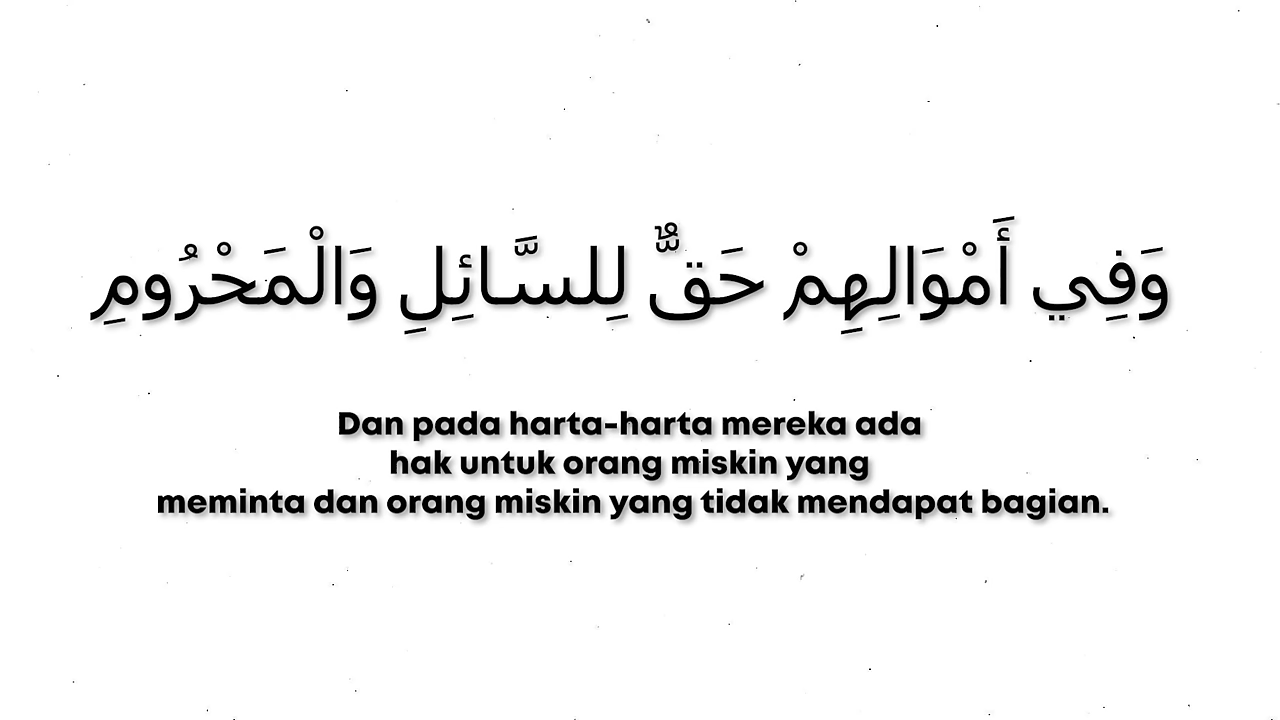 وَفِي أَمْوَالِهِمْ حَقٌّ لِلسَّائِلِ وَالْمَحْرُومِ
Dan pada harta-harta mereka ada
hak untuk orang miskin yang
meminta dan orang miskin yang tidak mendapat bagian.